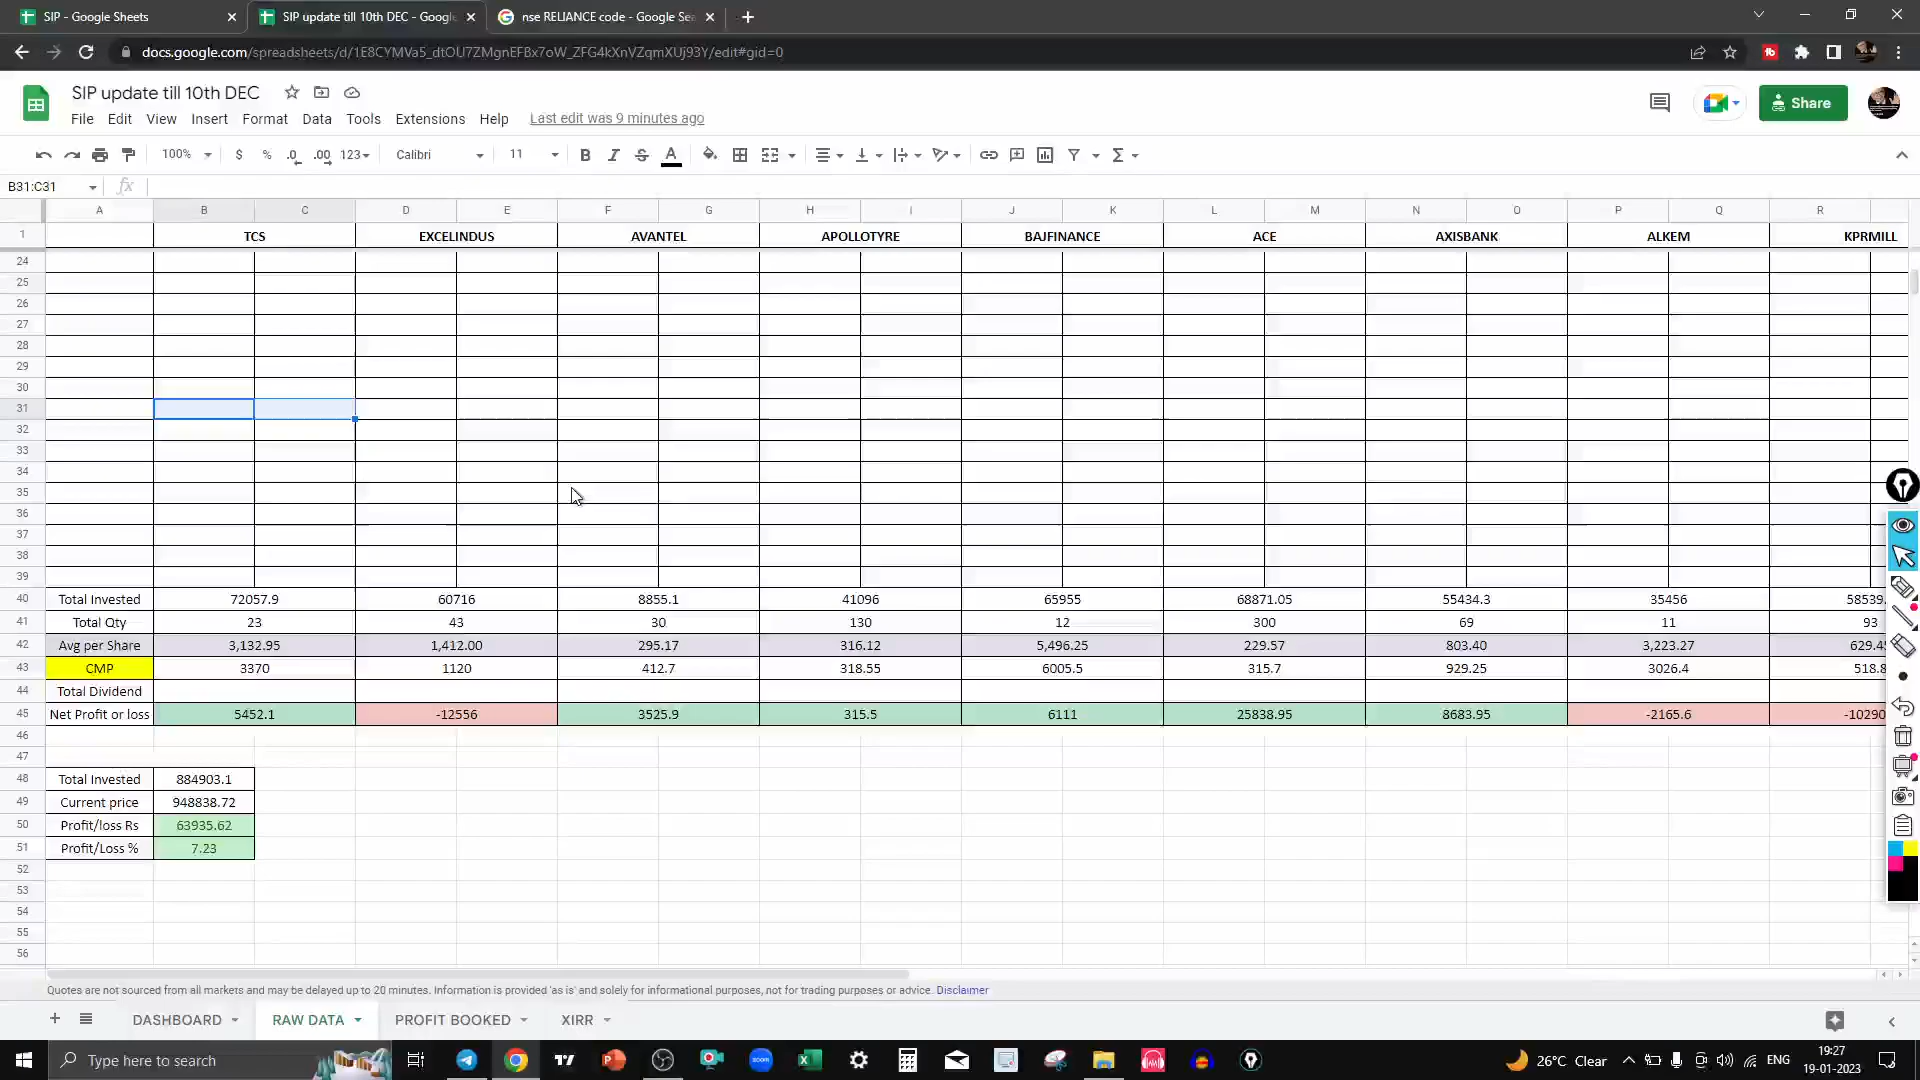 SIP - Google Sheets
SIP update till 10th DEC - Google
nse RELIANCE code - Google Sea
docs.google.com/spreadsheets/d/1E8CYMVa5_dtOU7ZMgnEFBx7oW_ZFG4kXnVZqmXUj93Y/edit#gid=0
SIP update till 10th DEC
File Edit View Insert Format Data Tools Extensions Help Last edit was 9 minutes ago
Share
100% $ % .0 .00 123 Calibri 11 B I S A
B31:C31 fx
A B C D E F G H I J K L M N O P Q R
1 TCS EXCELINDUS AVANTEL APOLLOTYRE BAJFINANCE ACE AXISBANK ALKEM KPRMILL
24
25
26
27
28
29
30
31
32
33
34
35
36
37
38
39
40 Total Invested 72057.9 60716 8855.1 41096 65955 68871.05 55434.3 35456 58539.
41 Total Qty 23 43 30 130 12 300 69 11 93
42 Avg per Share 3,132.95 1,412.00 295.17 316.12 5,496.25 229.57 803.40 3,223.27 629.45
43 CMP 3370 1120 412.7 318.55 6005.5 315.7 929.25 3026.4 518.8
44 Total Dividend
45 Net Profit or loss 5452.1 -12556 3525.9 315.5 6111 25838.95 8683.95 -2165.6 -10290
46
47
48 Total Invested 884903.1
49 Current price 948838.72
50 Profit/loss Rs 63935.62
51 Profit/Loss % 7.23
52
53
54
55
56
Quotes are not sourced from all markets and may be delayed up to 20 minutes. Information is provided 'as is' and solely for informational purposes, not for trading purposes or advice. Disclaimer
DASHBOARD RAW DATA PROFIT BOOKED XIRR
Type here to search
26°C Clear
ENG
19:27
19-01-2023